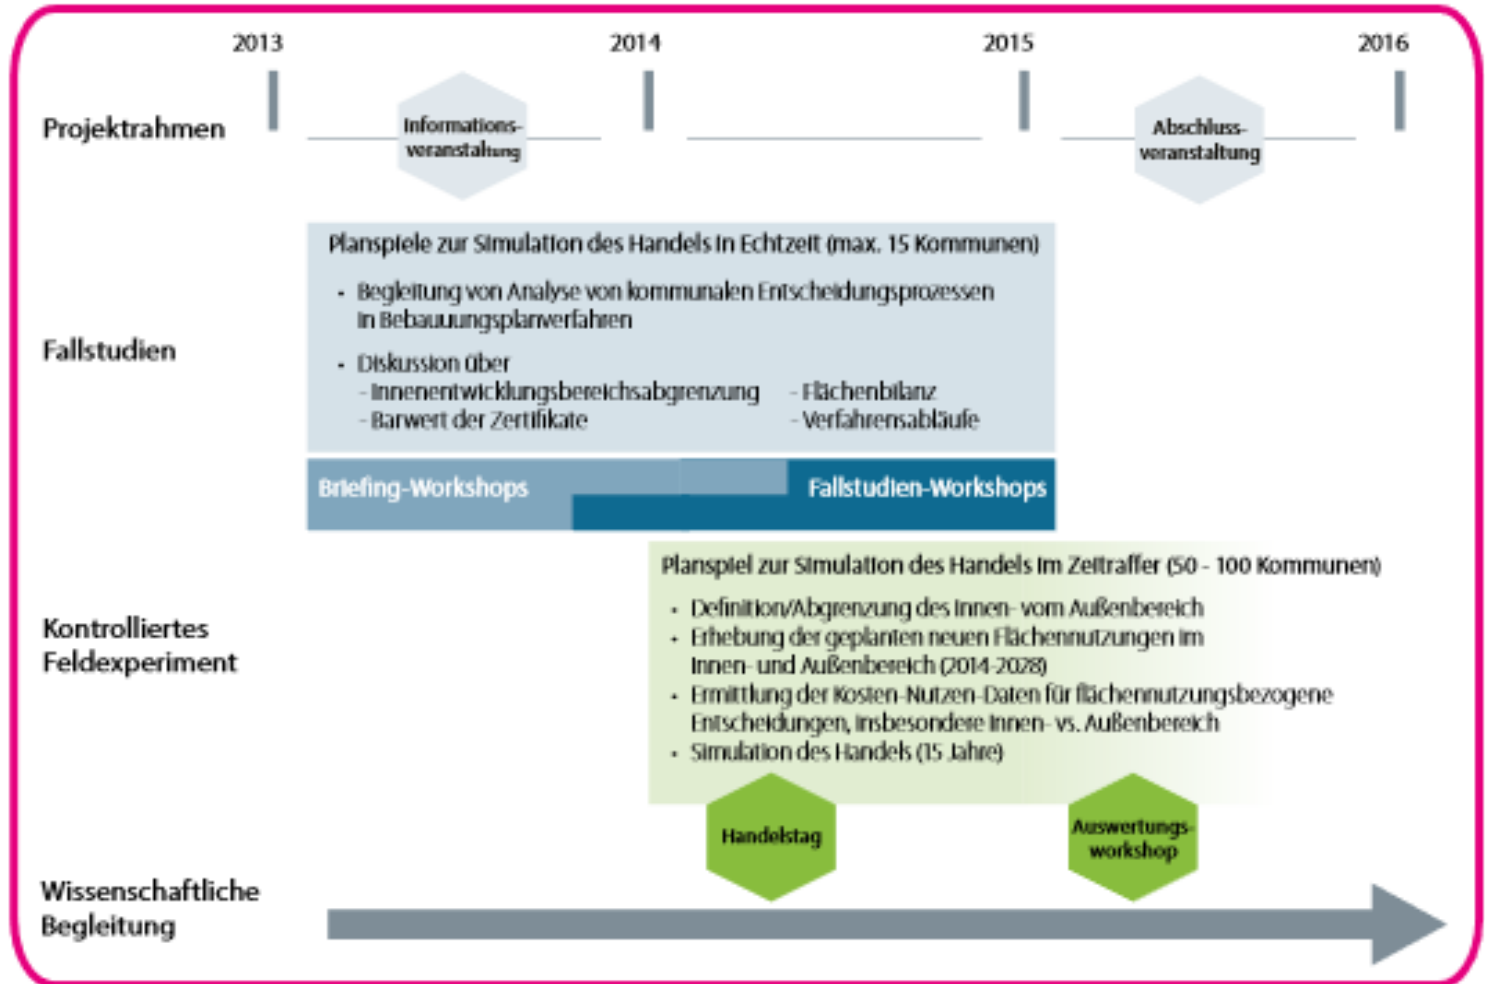 2013 2014 2015 2016
Projektrahmen
Informations-
veranstaltung
Abschluss-
veranstaltung
Planspiele zur Simulation des Handels in Echtzeit (max. 15 Kommunen)
• Begleitung von Analyse von kommunalen Entscheidungsprozessen
in Bebauuungsplanverfahren
Fallstudien
• Diskussion über
- Innenentwicklungsbereichsabgrenzung - Flächenbilanz
- Barwert der Zertifikate - Verfahrensabläufe
Briefing-Workshops Fallstudien-Workshops
Planspiel zur Simulation des Handels im Zeitraffer (50 - 100 Kommunen)
Kontrolliertes
Feldexperiment
• Definition/Abgrenzung des Innen- vom Außenbereich
• Erhebung der geplanten neuen Flächennutzungen im
Innen- und Außenbereich (2014-2028)
• Ermittlung der Kosten-Nutzen-Daten für flächennutzungsbezogene
Entscheidungen, insbesondere Innen- vs. Außenbereich
• Simulation des Handels (15 Jahre)
Handelstag
Auswertungs-
workshop
Wissenschaftliche
Begleitung